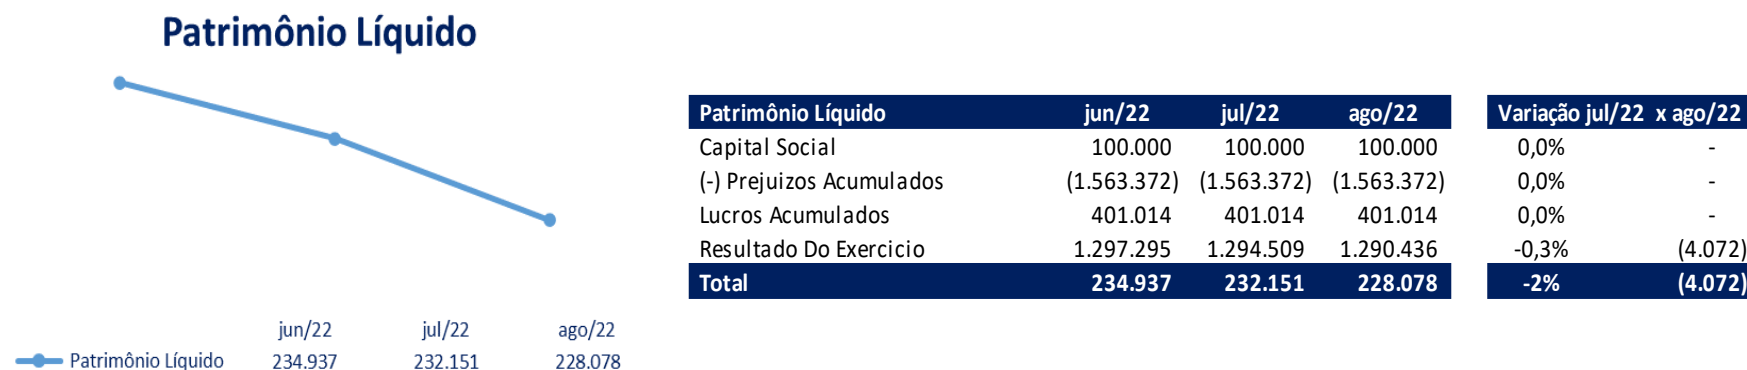 Patrimônio Líquido
jun/22 jul/22 ago/22
Patrimônio Líquido 234.937 232.151 228.078
Patrimônio Líquido jun/22 jul/22 ago/22 Variação jul/22 x ago/22
Capital Social 100.000 100.000 100.000 0,0% -
(-) Prejuizos Acumulados (1.563.372) (1.563.372) (1.563.372) 0,0% -
Lucros Acumulados 401.014 401.014 401.014 0,0% -
Resultado Do Exercicio 1.297.295 1.294.509 1.290.436 -0,3% (4.072)
Total 234.937 232.151 228.078 -2% (4.072)